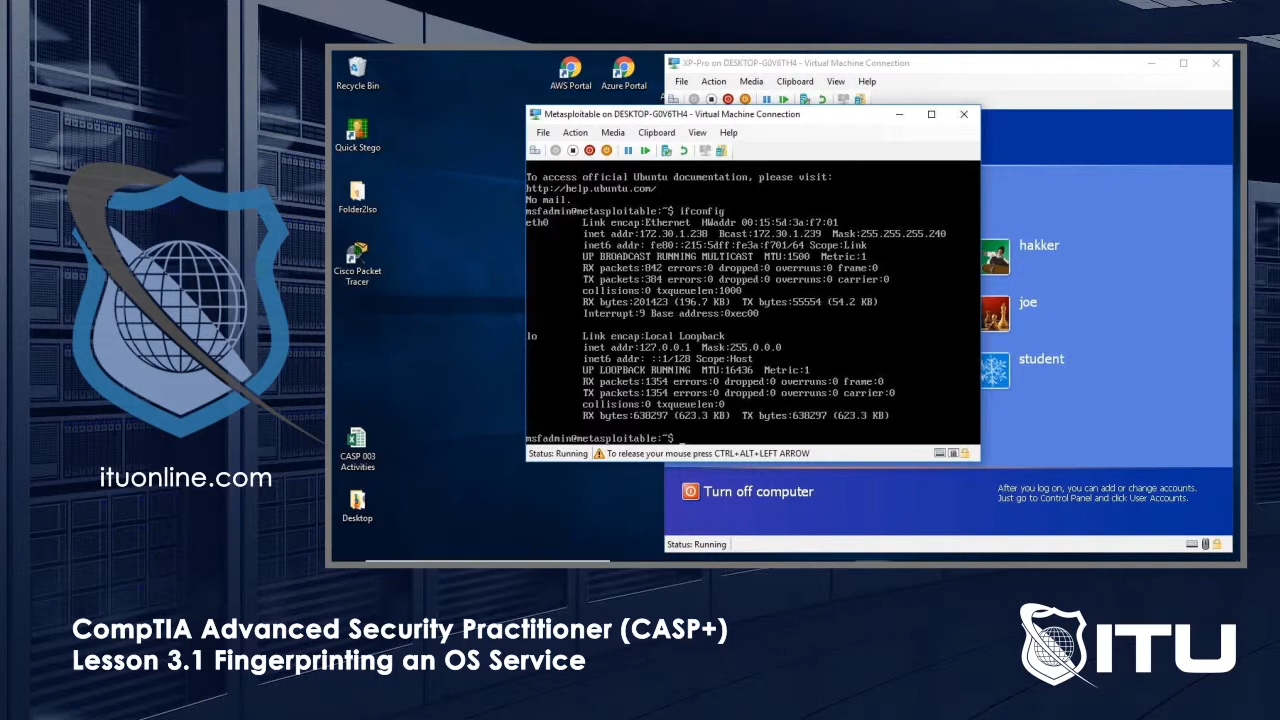 Recycle Bin
Quick Stego
Folder2Iso
Cisco Packet
Tracer
CASP 003
Activities
Desktop
AWS Portal
Azure Portal
XP-Pro on DESKTOP-G0V6TH4 - Virtual Machine Connection
File Action Media Clipboard View Help
Metasploitable on DESKTOP-G0V6TH4 - Virtual Machine Connection
File Action Media Clipboard View Help
To access official Ubuntu documentation, please visit:
http://help.ubuntu.com/
No mail.
msfadmin@metasploitable:~$ ifconfig
eth0 Link encap:Ethernet HWaddr 00:15:5d:3a:f7:01
inet addr:172.30.1.238 Bcast:172.30.1.239 Mask:255.255.255.240
inet6 addr: fe80::215:5dff:fe3a:f701/64 Scope:Link
UP BROADCAST RUNNING MULTICAST MTU:1500 Metric:1
RX packets:842 errors:0 dropped:0 overruns:0 frame:0
TX packets:384 errors:0 dropped:0 overruns:0 carrier:0
collisions:0 txqueuelen:1000
RX bytes:201423 (196.7 KB) TX bytes:55554 (54.2 KB)
Interrupt:9 Base address:0xec00
lo Link encap:Local Loopback
inet addr:127.0.0.1 Mask:255.0.0.0
inet6 addr: ::1/128 Scope:Host
UP LOOPBACK RUNNING MTU:16436 Metric:1
RX packets:1354 errors:0 dropped:0 overruns:0 frame:0
TX packets:1354 errors:0 dropped:0 overruns:0 carrier:0
collisions:0 txqueuelen:0
RX bytes:638297 (623.3 KB) TX bytes:638297 (623.3 KB)
msfadmin@metasploitable:~$ _
Status: Running To release your mouse press CTRL+ALT+LEFT ARROW
hakker
joe
student
Turn off computer
After you log on, you can add or change accounts.
Just go to Control Panel and click User Accounts.
Status: Running
ituonline.com
CompTIA Advanced Security Practitioner (CASP+)
Lesson 3.1 Fingerprinting an OS Service
ITU